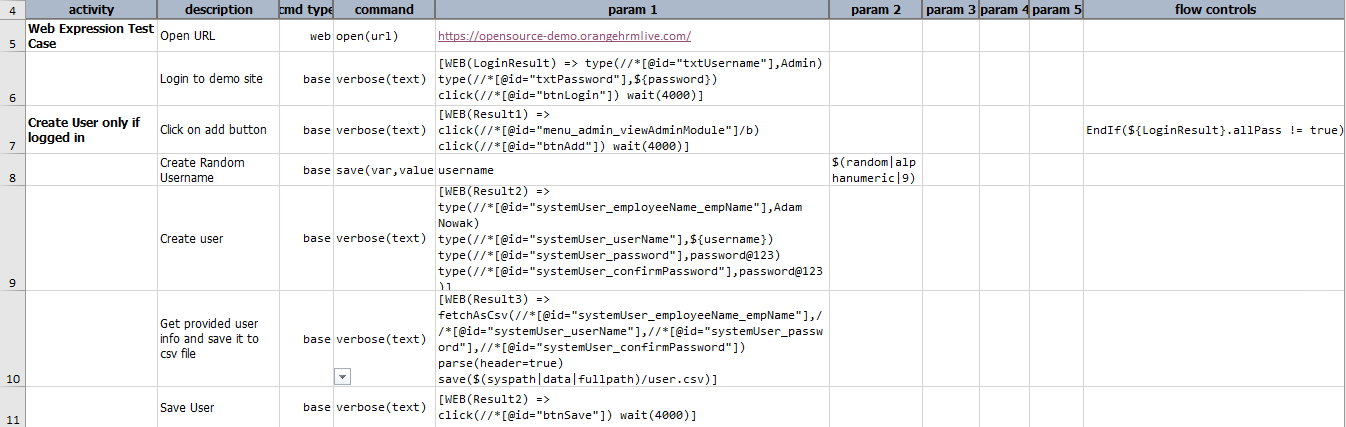 4 activity description cmd type command param 1 param 2 param 3 param 4 param 5 flow controls
5 Web Expression Test
Case
Open URL
web
open(url)
https://opensource-demo.orangehrmlive.com/
6
Login to demo site
base
verbose(text)
[WEB(LoginResult) => type(//*[@id="txtUsername"],Admin)
type(//*[@id="txtPassword"],${password})
click(//*[@id="btnLogin"]) wait(4000)]
7
Create User only if
logged in
Click on add button
base
verbose(text)
[WEB(Result1) =>
click(//*[@id="menu_admin_viewAdminModule"]/b)
click(//*[@id="btnAdd"]) wait(4000)]
EndIf(${LoginResult}.allPass != true)
8
Create Random
Username
base
save(var,value
username
$(random|alp
hanumeric|9)
9
Create user
base
verbose(text)
[WEB(Result2) =>
type(//*[@id="systemUser_employeeName_empName"],Adam
Nowak)
type(//*[@id="systemUser_userName"],${username})
type(//*[@id="systemUser_password"],password@123)
type(//*[@id="systemUser_confirmPassword"],password@123
)]
10
Get provided user
info and save it to
csv file
base
verbose(text)
[WEB(Result3) =>
fetchAsCsv(//*[@id="systemUser_employeeName_empName"],/
/*[@id="systemUser_userName"],//*[@id="systemUser_passw
ord"],//*[@id="systemUser_confirmPassword"])
parse(header=true)
save($(syspath|data|fullpath)/user.csv)]
11
Save User
base
verbose(text)
[WEB(Result2) =>
click(//*[@id="btnSave"]) wait(4000)]